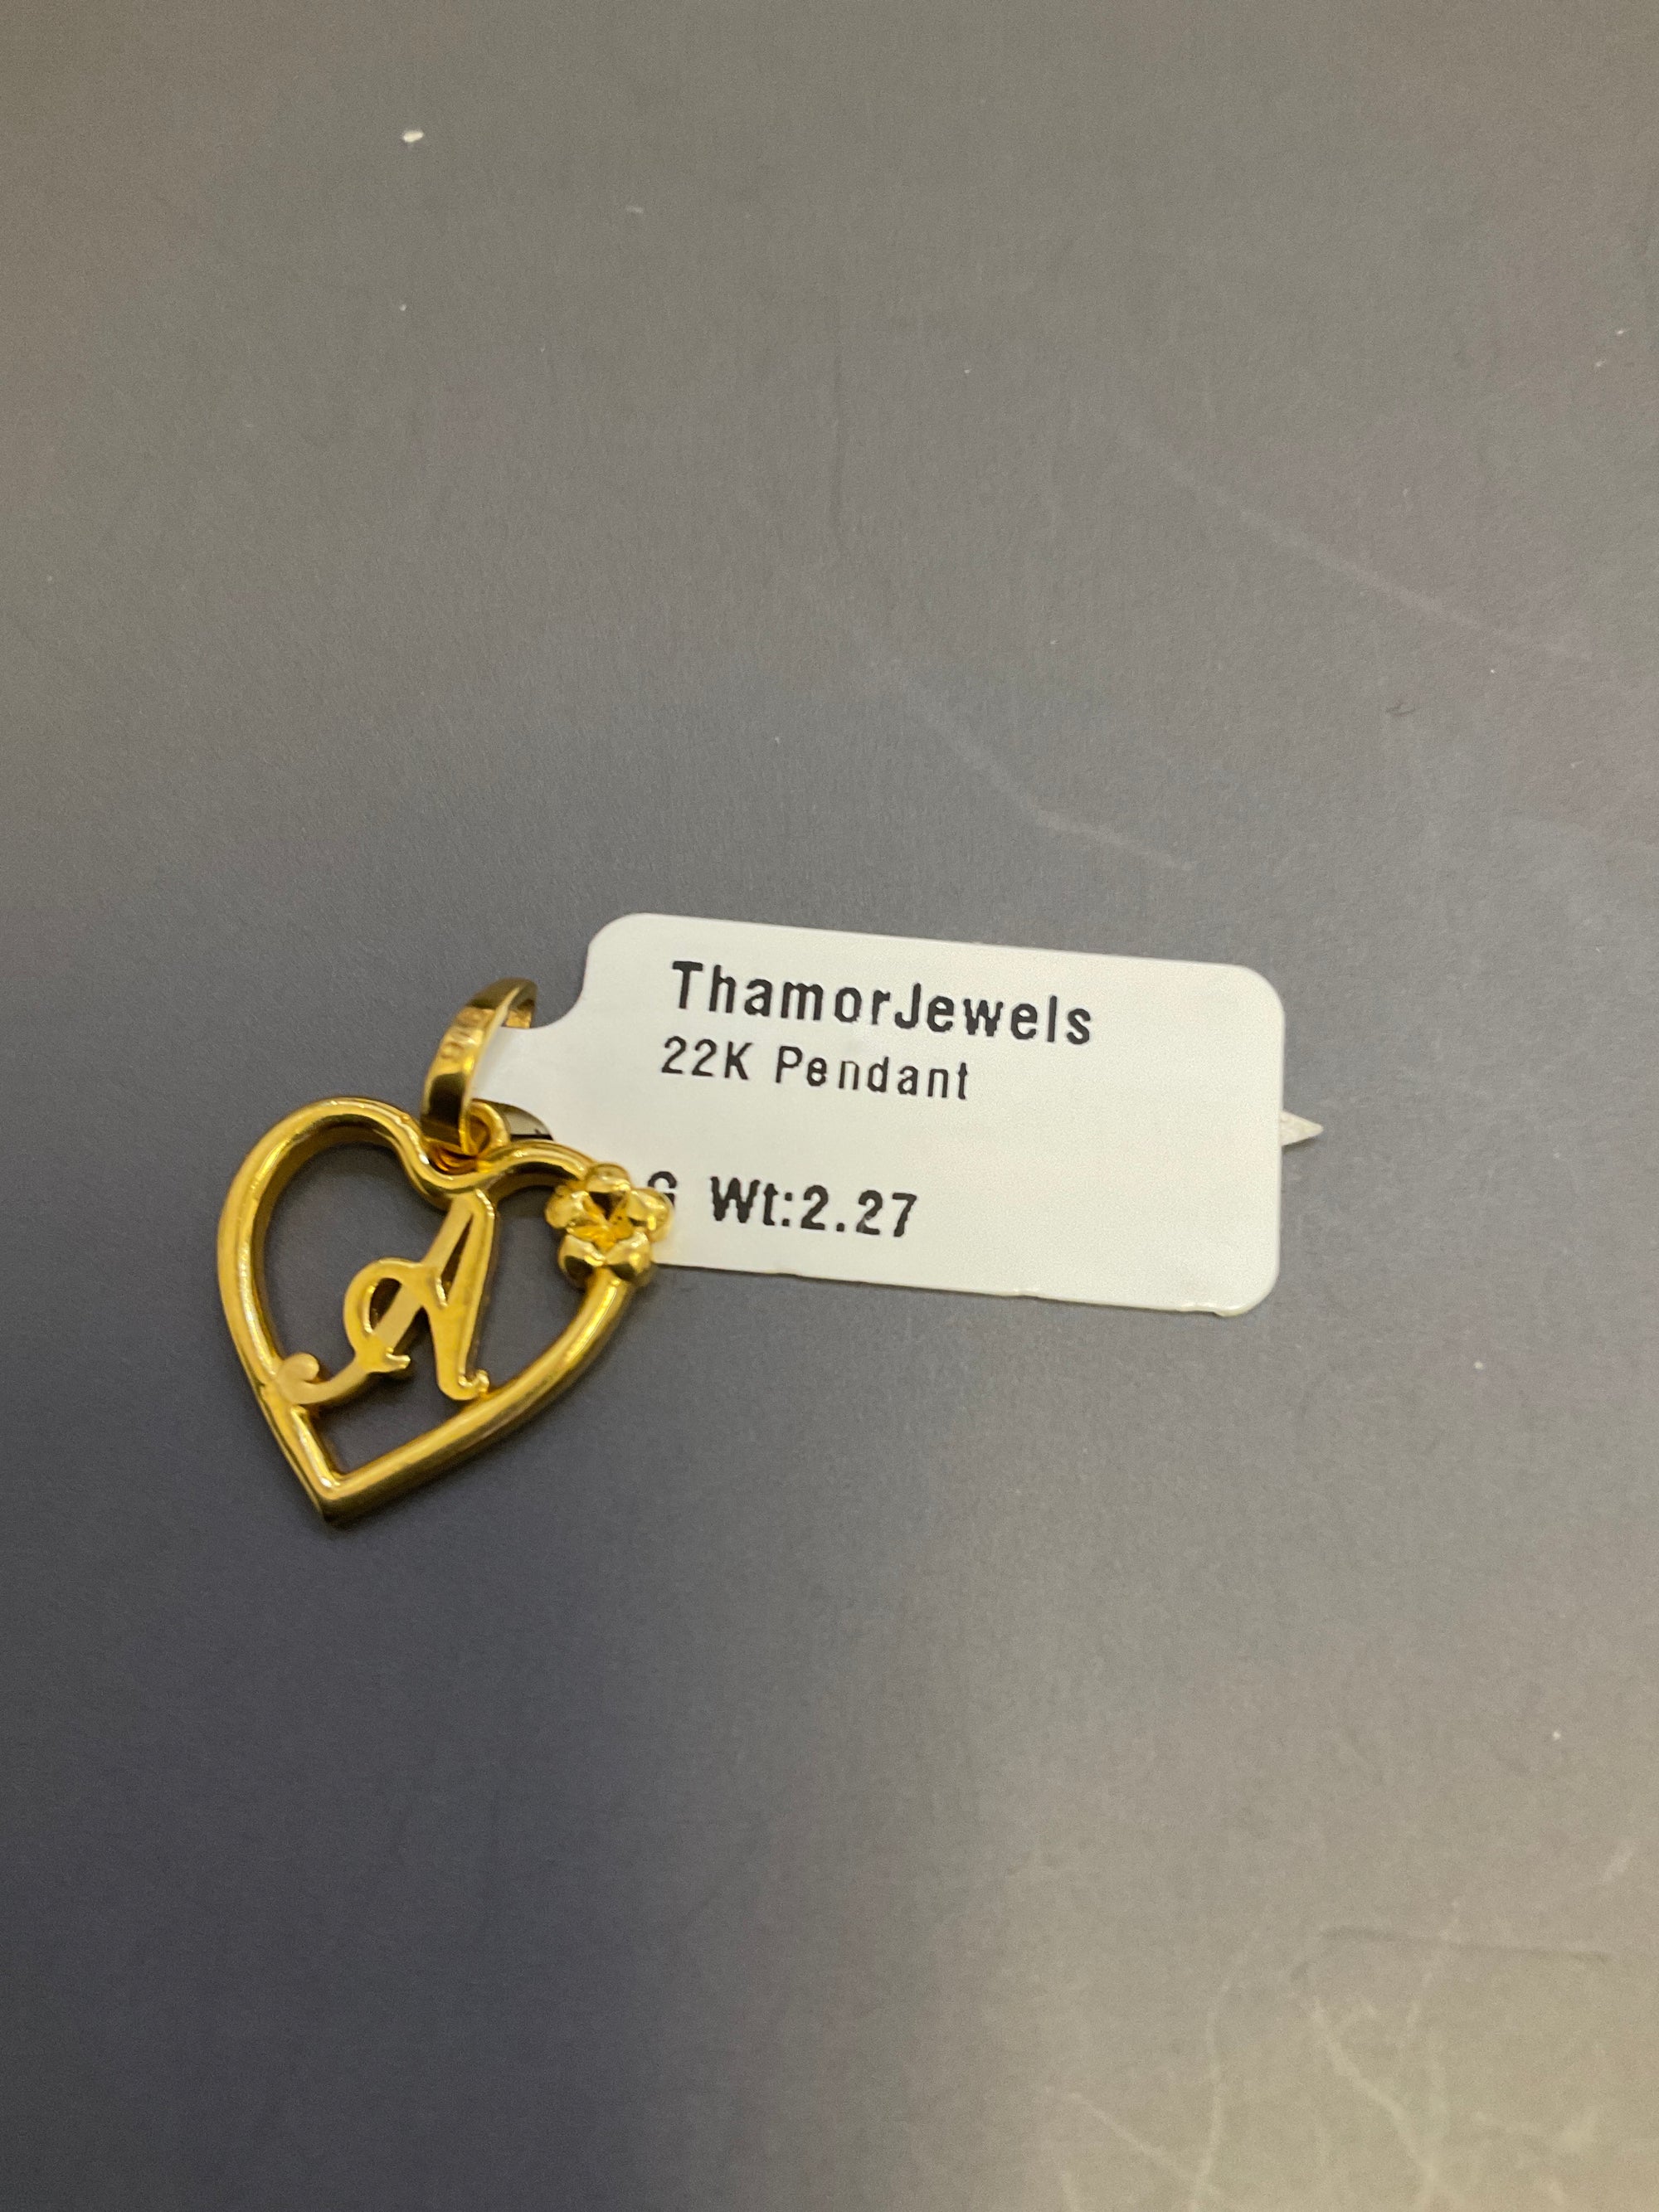 ThamorJewels
22K Pendant
G Wt:2.27
A